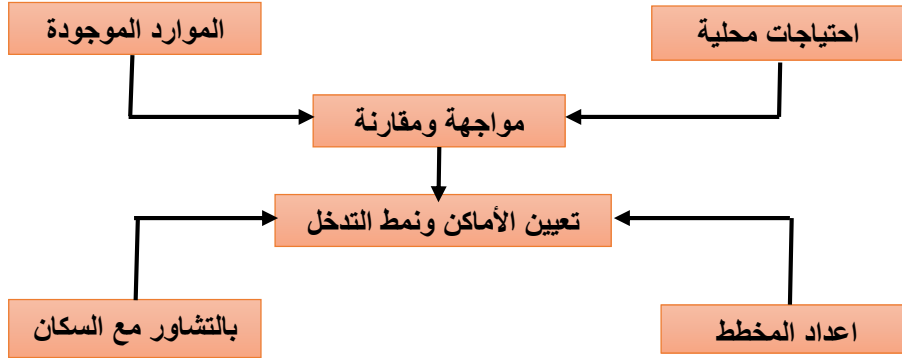 احتياجات محلية
الموارد الموجودة
مواجهة ومقارنة
تعيين الأماكن ونمط التدخل
اعداد المخطط
بالتشاور مع السكان